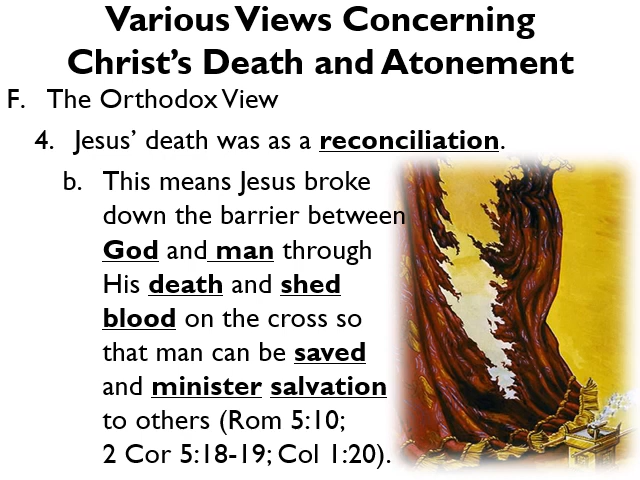 Various Views Concerning
Christ’s Death and Atonement
F. The Orthodox View
4. Jesus’ death was as a reconciliation.
b. This means Jesus broke
down the barrier between
God and man through
His death and shed
blood on the cross so
that man can be saved
and minister salvation
to others (Rom 5:10;
2 Cor 5:18-19; Col 1:20).